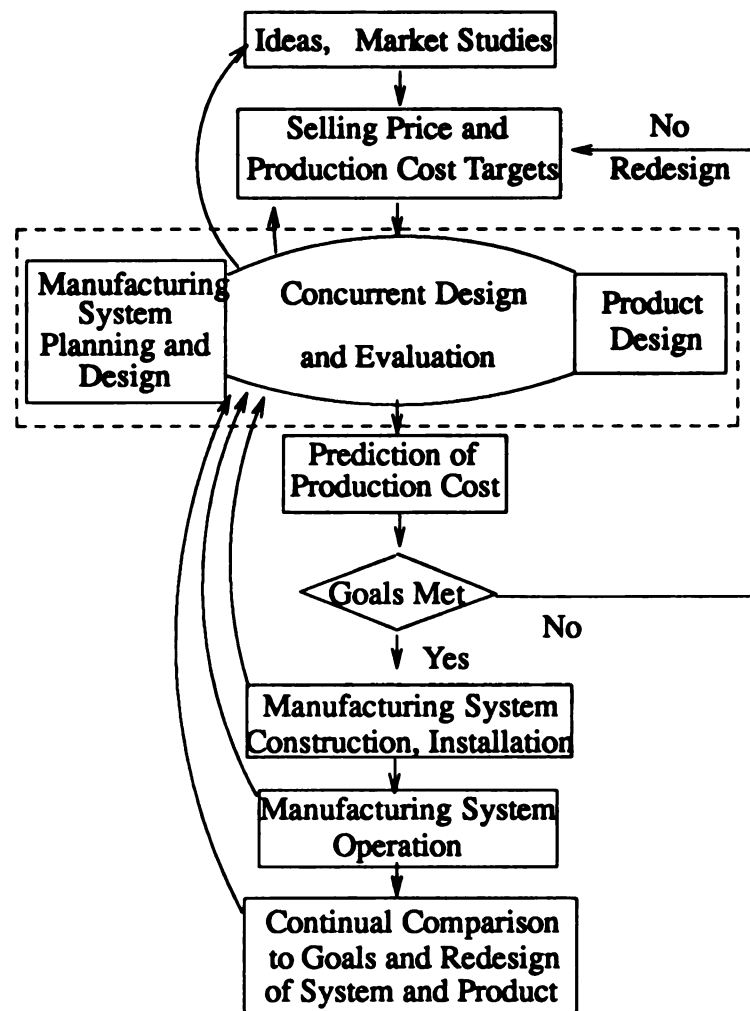 Ideas, Market Studies
Selling Price and
Production Cost Targets
No
Redesign
Manufacturing
System
Planning and
Design
Concurrent Design
and Evaluation
Product
Design
Prediction of
Production Cost
Goals Met
No
Yes
Manufacturing System
Construction, Installation
Manufacturing System
Operation
Continual Comparison
to Goals and Redesign
of System and Product